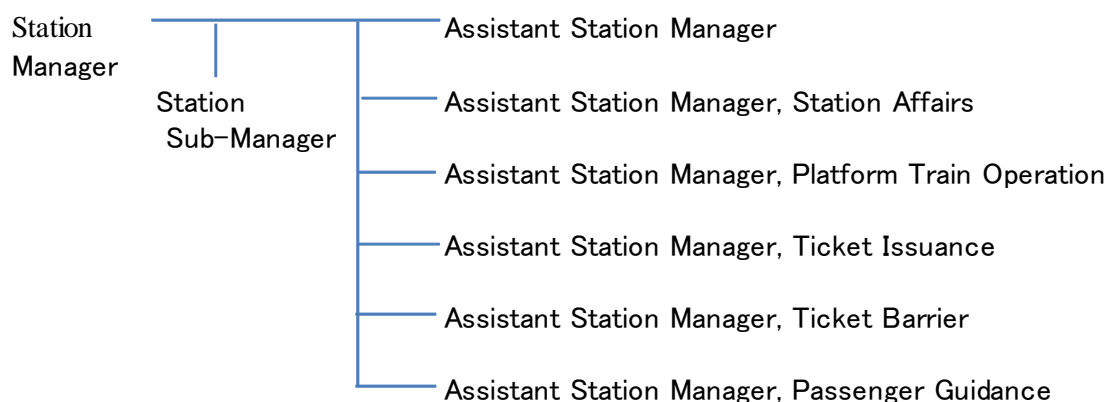 Station
Manager
Assistant Station Manager
Station
Sub-Manager
Assistant Station Manager, Station Affairs
Assistant Station Manager, Platform Train Operation
Assistant Station Manager, Ticket Issuance
Assistant Station Manager, Ticket Barrier
Assistant Station Manager, Passenger Guidance